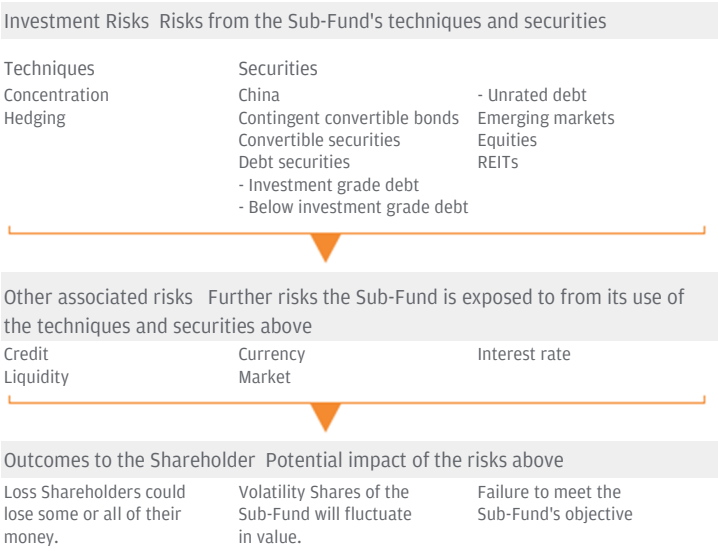 Investment Risks Risks from the Sub-Fund's techniques and securities
Techniques
Concentration
Hedging
Securities
China
Contingent convertible bonds
Convertible securities
Debt securities
- Investment grade debt
- Below investment grade debt
- Unrated debt
Emerging markets
Equities
REITs
Other associated risks Further risks the Sub-Fund is exposed to from its use of
the techniques and securities above
Credit
Liquidity
Currency
Market
Interest rate
Outcomes to the Shareholder Potential impact of the risks above
Loss Shareholders could
lose some or all of their
money.
Volatility Shares of the
Sub-Fund will fluctuate
in value.
Failure to meet the
Sub-Fund's objective